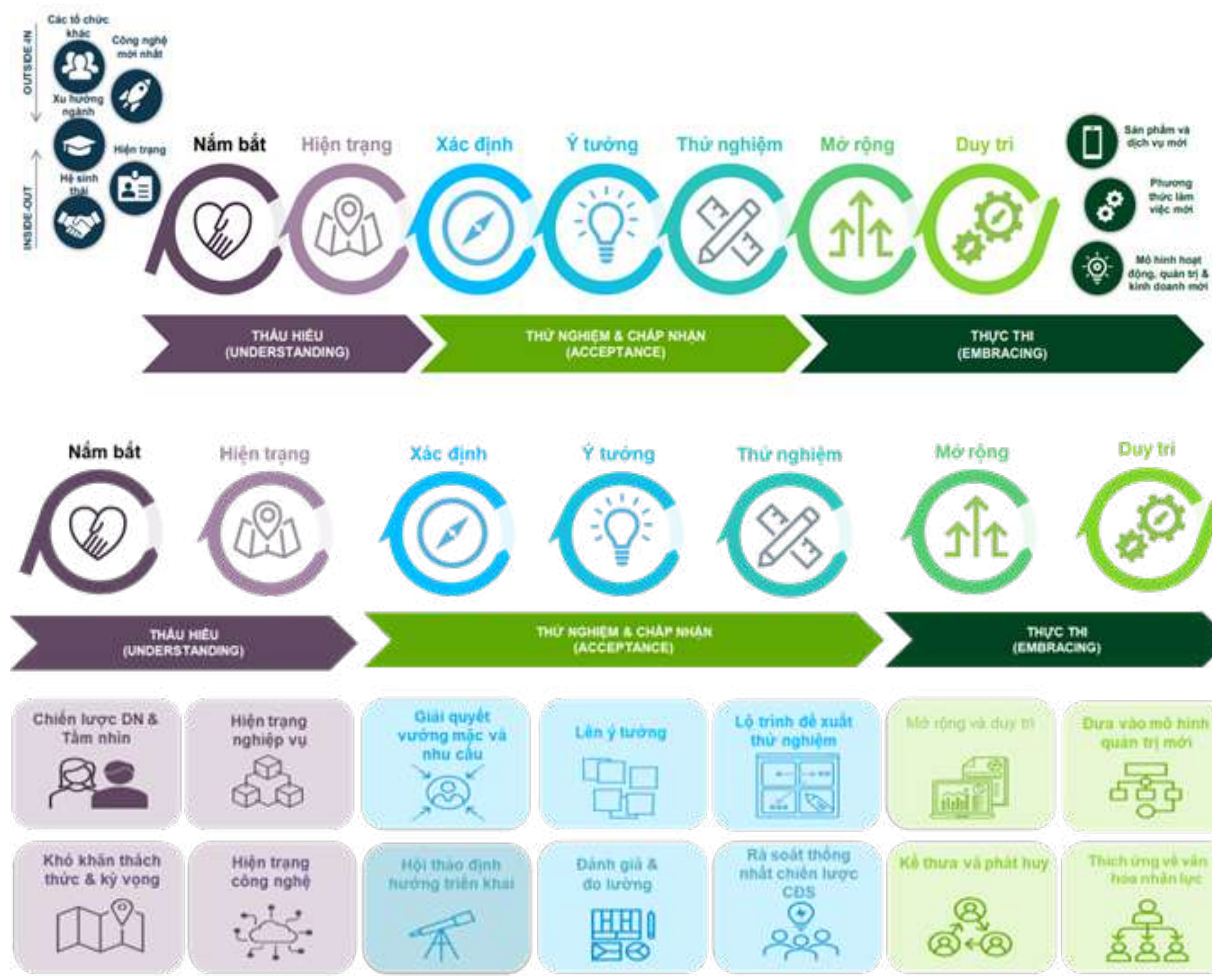 OUTSIDE-IN
Các tổ chức
khác
Công nghệ
mới nhất
Xu hướng
ngành
Hiện trạng
Hệ sinh
thái
INSIDE-OUT
Nắm bắt
Hiện trạng
Xác định
Ý tưởng
Thử nghiệm
Mở rộng
Duy trì
Sản phẩm và
dịch vụ mới
Phương
thức làm
việc mới
Mô hình hoạt
động, quản trị &
kinh doanh mới
THẤU HIỂU
(UNDERSTANDING)
THỬ NGHIỆM & CHẤP NHẬN
(ACCEPTANCE)
THỰC THI
(EMBRACING)
Nắm bắt
Hiện trạng
Xác định
Ý tưởng
Thử nghiệm
Mở rộng
Duy trì
THẤU HIỂU
(UNDERSTANDING)
THỬ NGHIỆM & CHẤP NHẬN
(ACCEPTANCE)
THỰC THI
(EMBRACING)
Chiến lược DN &
Tầm nhìn
Hiện trạng
nghiệp vụ
Giải quyết
vướng mắc và
nhu cầu
Lên ý tưởng
Lộ trình đề xuất
thử nghiệm
Mở rộng và duy trì
Đưa vào mô hình
quản trị mới
Khó khăn thách
thức & kỳ vọng
Hiện trạng
công nghệ
Hội thảo định
hướng triển khai
Đánh giá &
đo lường
Rà soát thống
nhất chiến lược
CĐS
Kế thừa và phát huy
Thích ứng về văn
hóa nhân lực